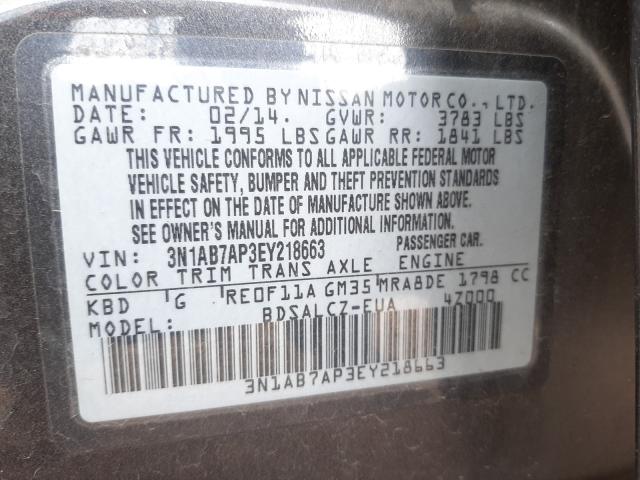 MANUFACTURED BY NISSAN MOTOR CO., LTD.
DATE: 02/14. GVWR: 3783 LBS
GAWR FR: 1995 LBS GAWR RR: 1841 LBS
THIS VEHICLE CONFORMS TO ALL APPLICABLE FEDERAL MOTOR
VEHICLE SAFETY, BUMPER AND THEFT PREVENTION STANDARDS
IN EFFECT ON THE DATE OF MANUFACTURE SHOWN ABOVE.
SEE OWNER'S MANUAL FOR ADDITIONAL INFORMATION.
VIN: 3N1AB7AP3EY218663 PASSENGER CAR.
COLOR TRIM TRANS AXLE ENGINE
KBD G RE0F11A GM35 MRA8DE 1798 CC
MODEL: BDSALCZ-EUA 4Z000
3N1AB7AP3EY218663